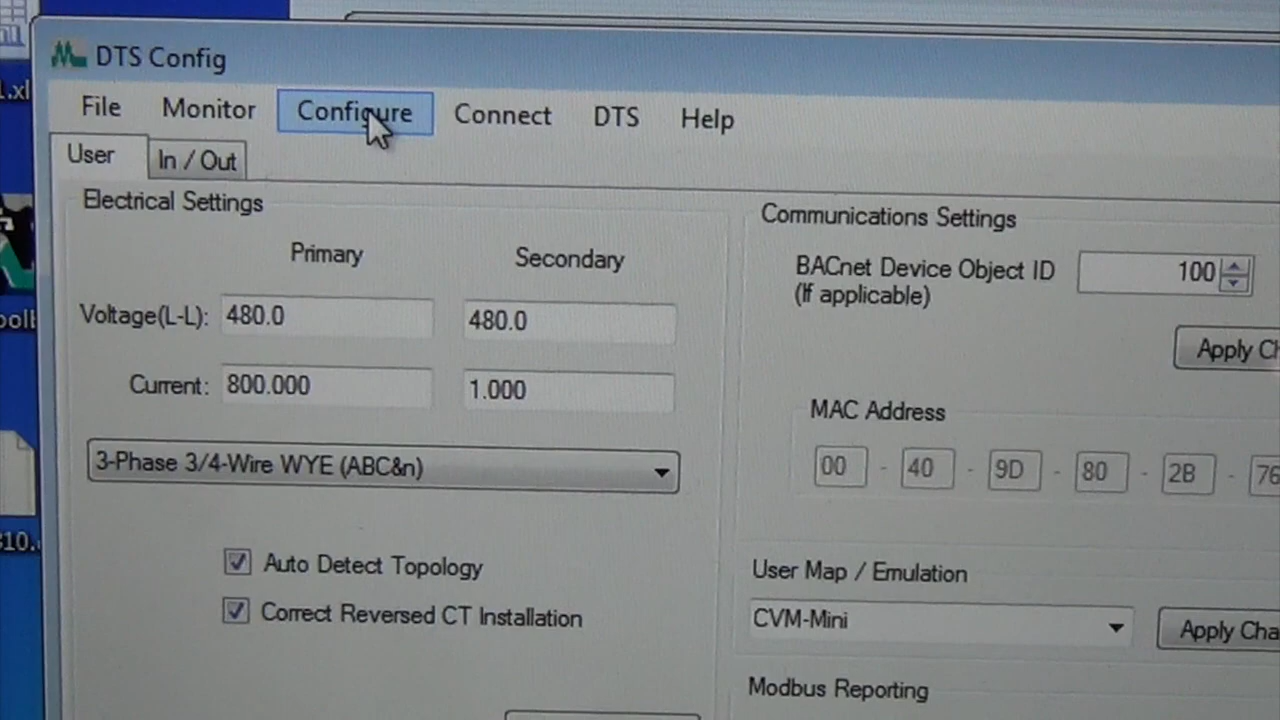 DTS Config
File Monitor Configure Connect DTS Help
User In / Out
Electrical Settings
Primary Secondary
Voltage(L-L): 480.0 480.0
Current: 800.000 1.000
3-Phase 3/4-Wire WYE (ABC&n)
Auto Detect Topology
Correct Reversed CT Installation
Communications Settings
BACnet Device Object ID 100
(If applicable)
Apply
MAC Address
00 - 40 - 9D - 80 - 2B - 76
User Map / Emulation
CVM-Mini Apply
Modbus Reporting